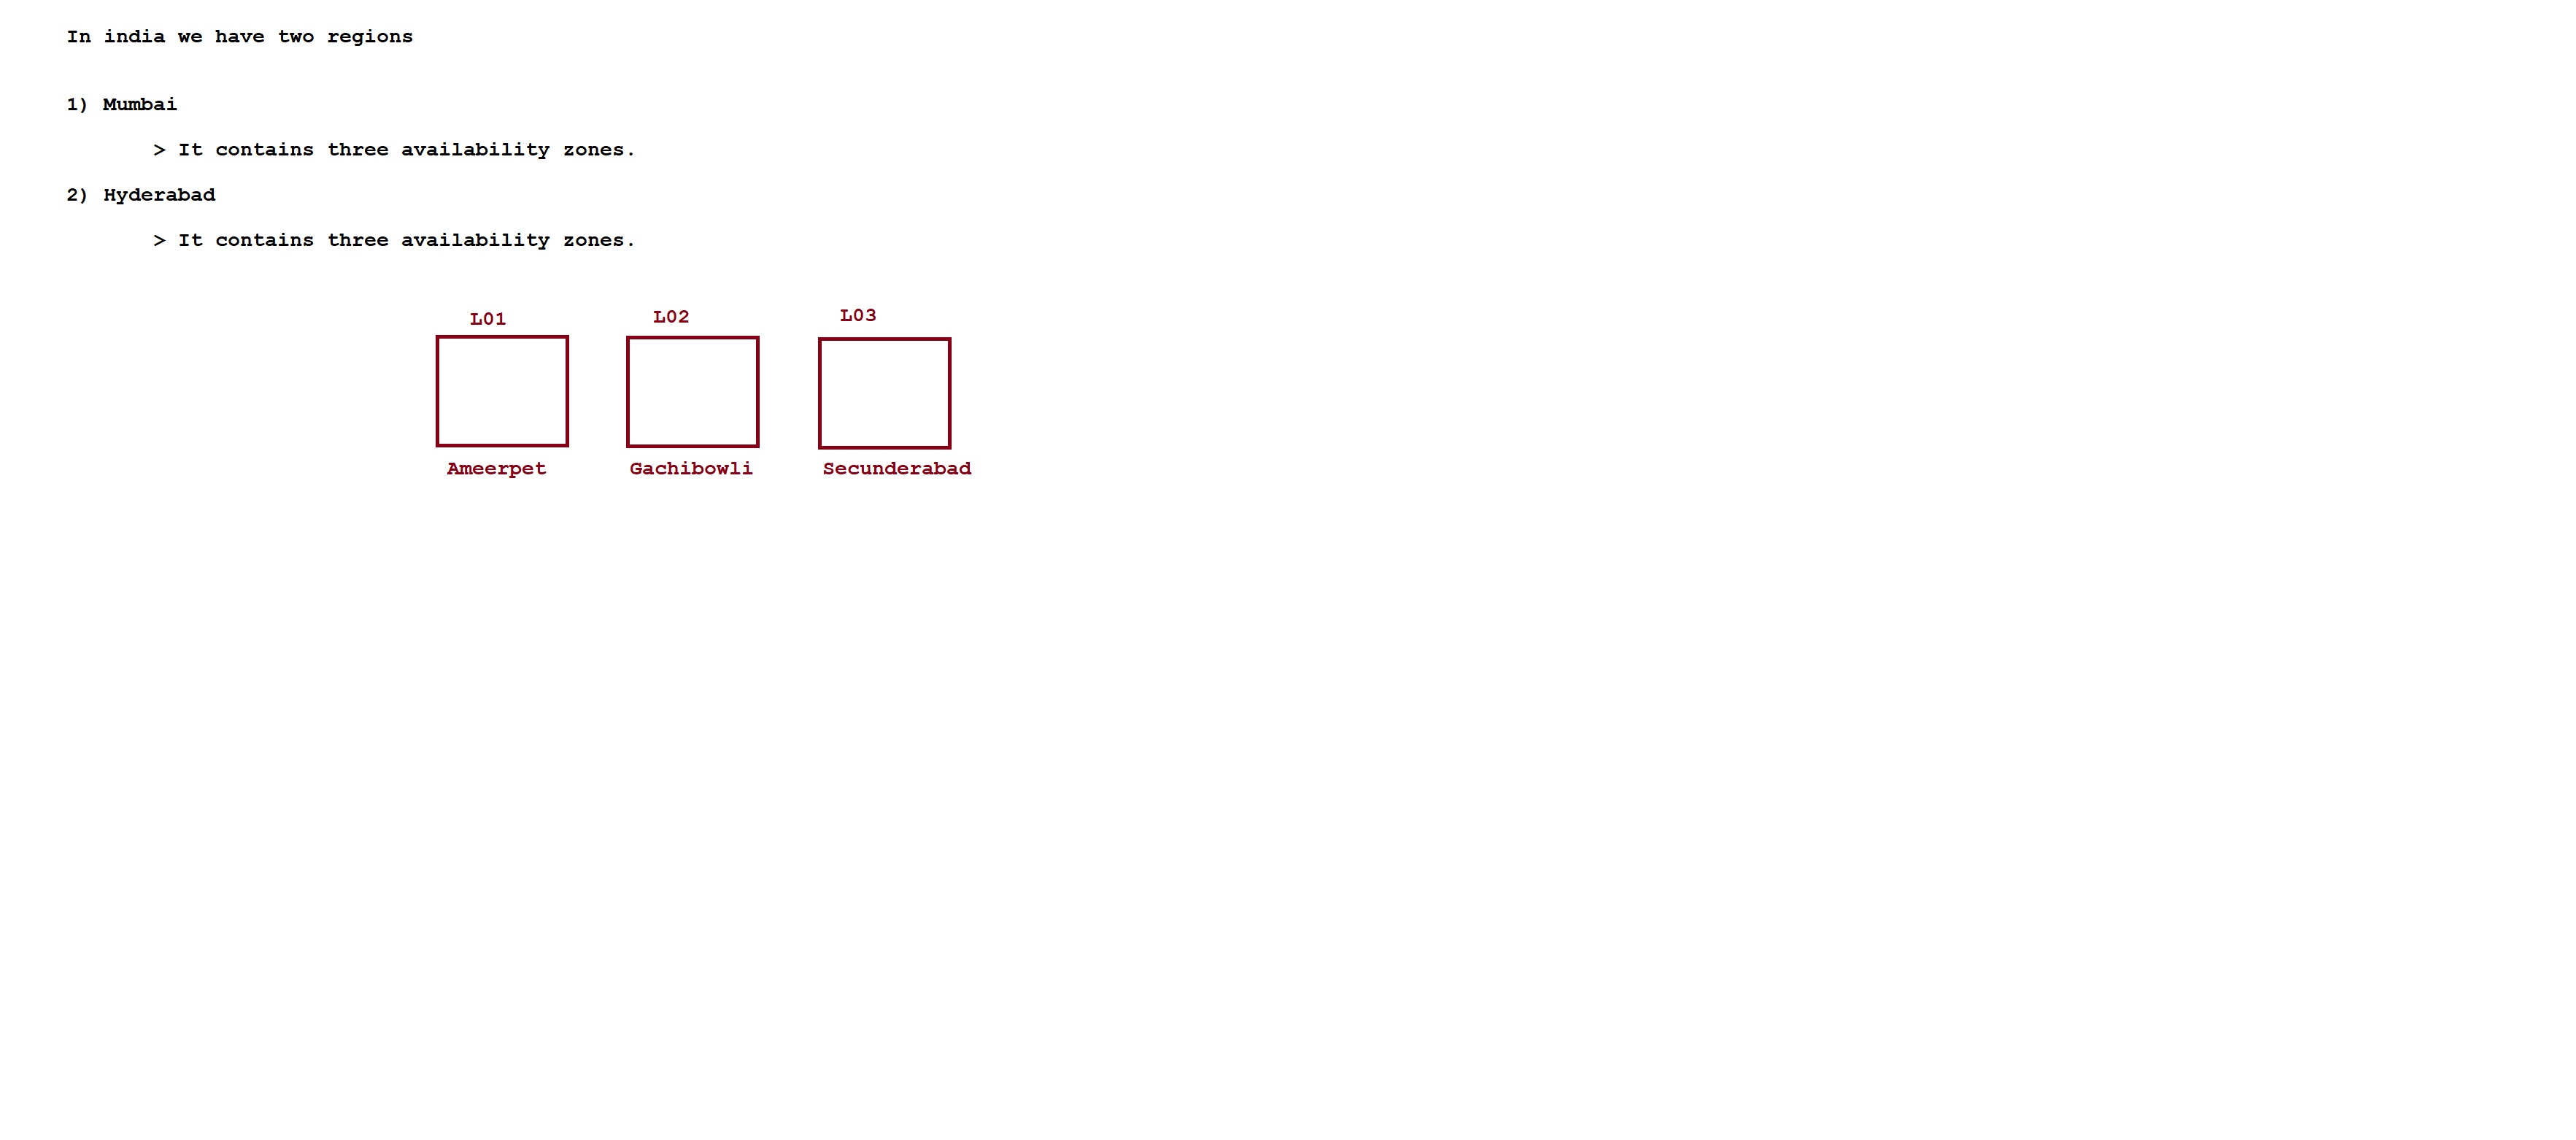 In india we have two regions
1) Mumbai
> It contains three availability zones.
2) Hyderabad
> It contains three availability zones.
L01 L02 L03
Ameerpet Gachibowli Secunderabad